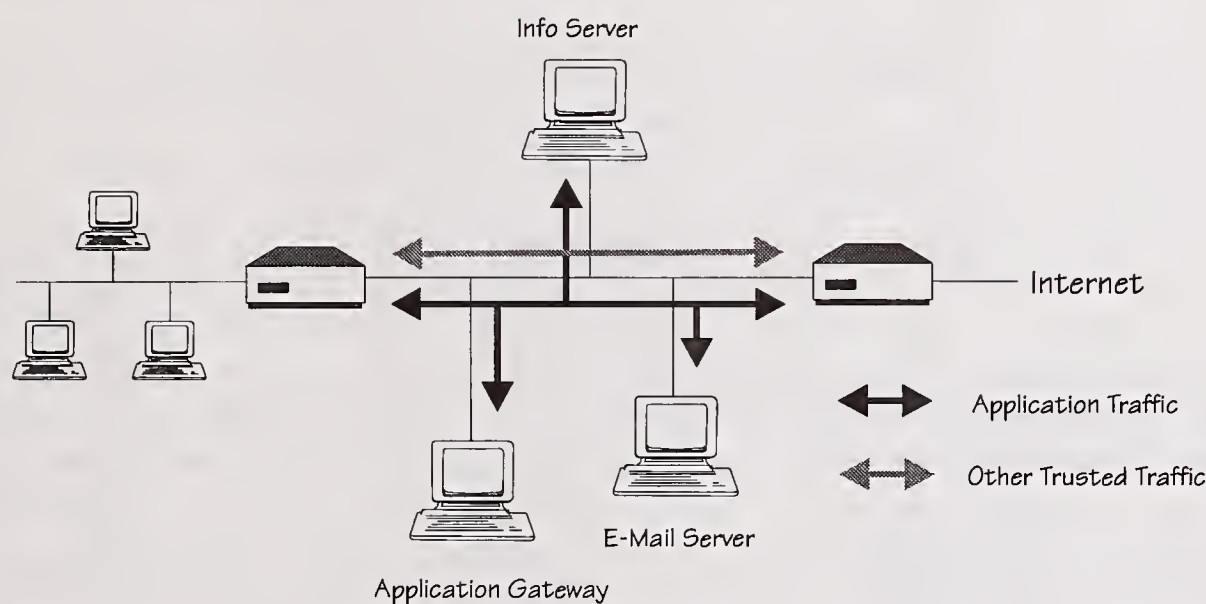 Info Server
Internet
Application Traffic
Other Trusted Traffic
E-Mail Server
Application Gateway